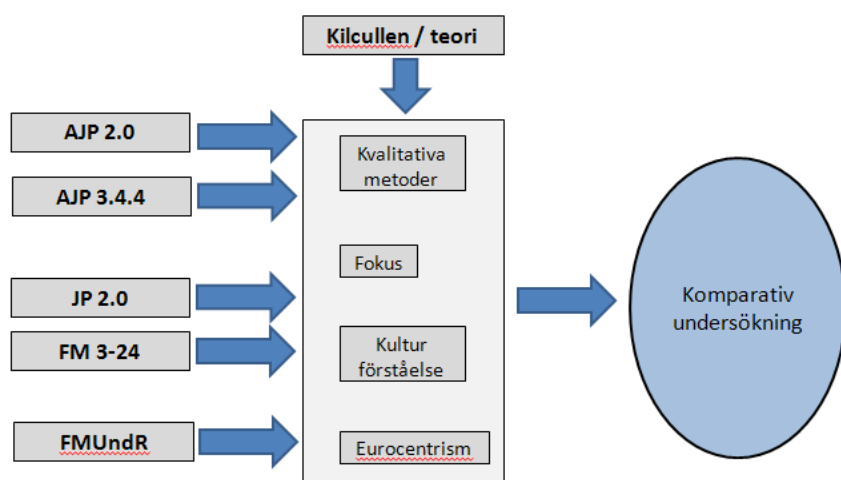 Kilcullen / teori
AJP 2.0
AJP 3.4.4
JP 2.0
FM 3-24
FMUndR
Kvalitativa
metoder
Fokus
Kultur
förståelse
Eurocentrism
Komparativ
undersökning